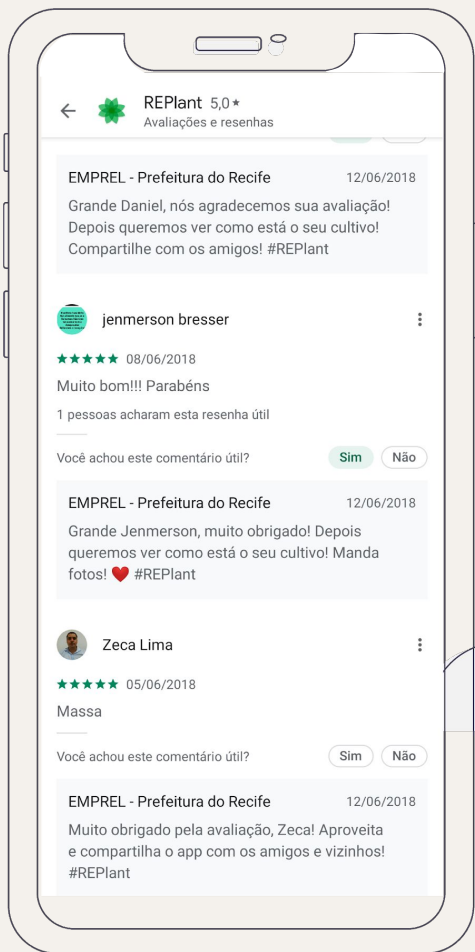 REPlant 5,0★
Avaliações e resenhas
EMPREL - Prefeitura do Recife 12/06/2018
Grande Daniel, nós agradecemos sua avaliação!
Depois queremos ver como está o seu cultivo!
Compartilhe com os amigos! #REPlant
jenmerson bresser
★★★★★ 08/06/2018
Muito bom!!! Parabéns
1 pessoas acharam esta resenha útil
Você achou este comentário útil? Sim Não
EMPREL - Prefeitura do Recife 12/06/2018
Grande Jenmerson, muito obrigado! Depois
queremos ver como está o seu cultivo! Manda
fotos! ❤️ #REPlant
Zeca Lima
★★★★★ 05/06/2018
Massa
Você achou este comentário útil? Sim Não
EMPREL - Prefeitura do Recife 12/06/2018
Muito obrigado pela avaliação, Zeca! Aproveita
e compartilha o app com os amigos e vizinhos!
#REPlant